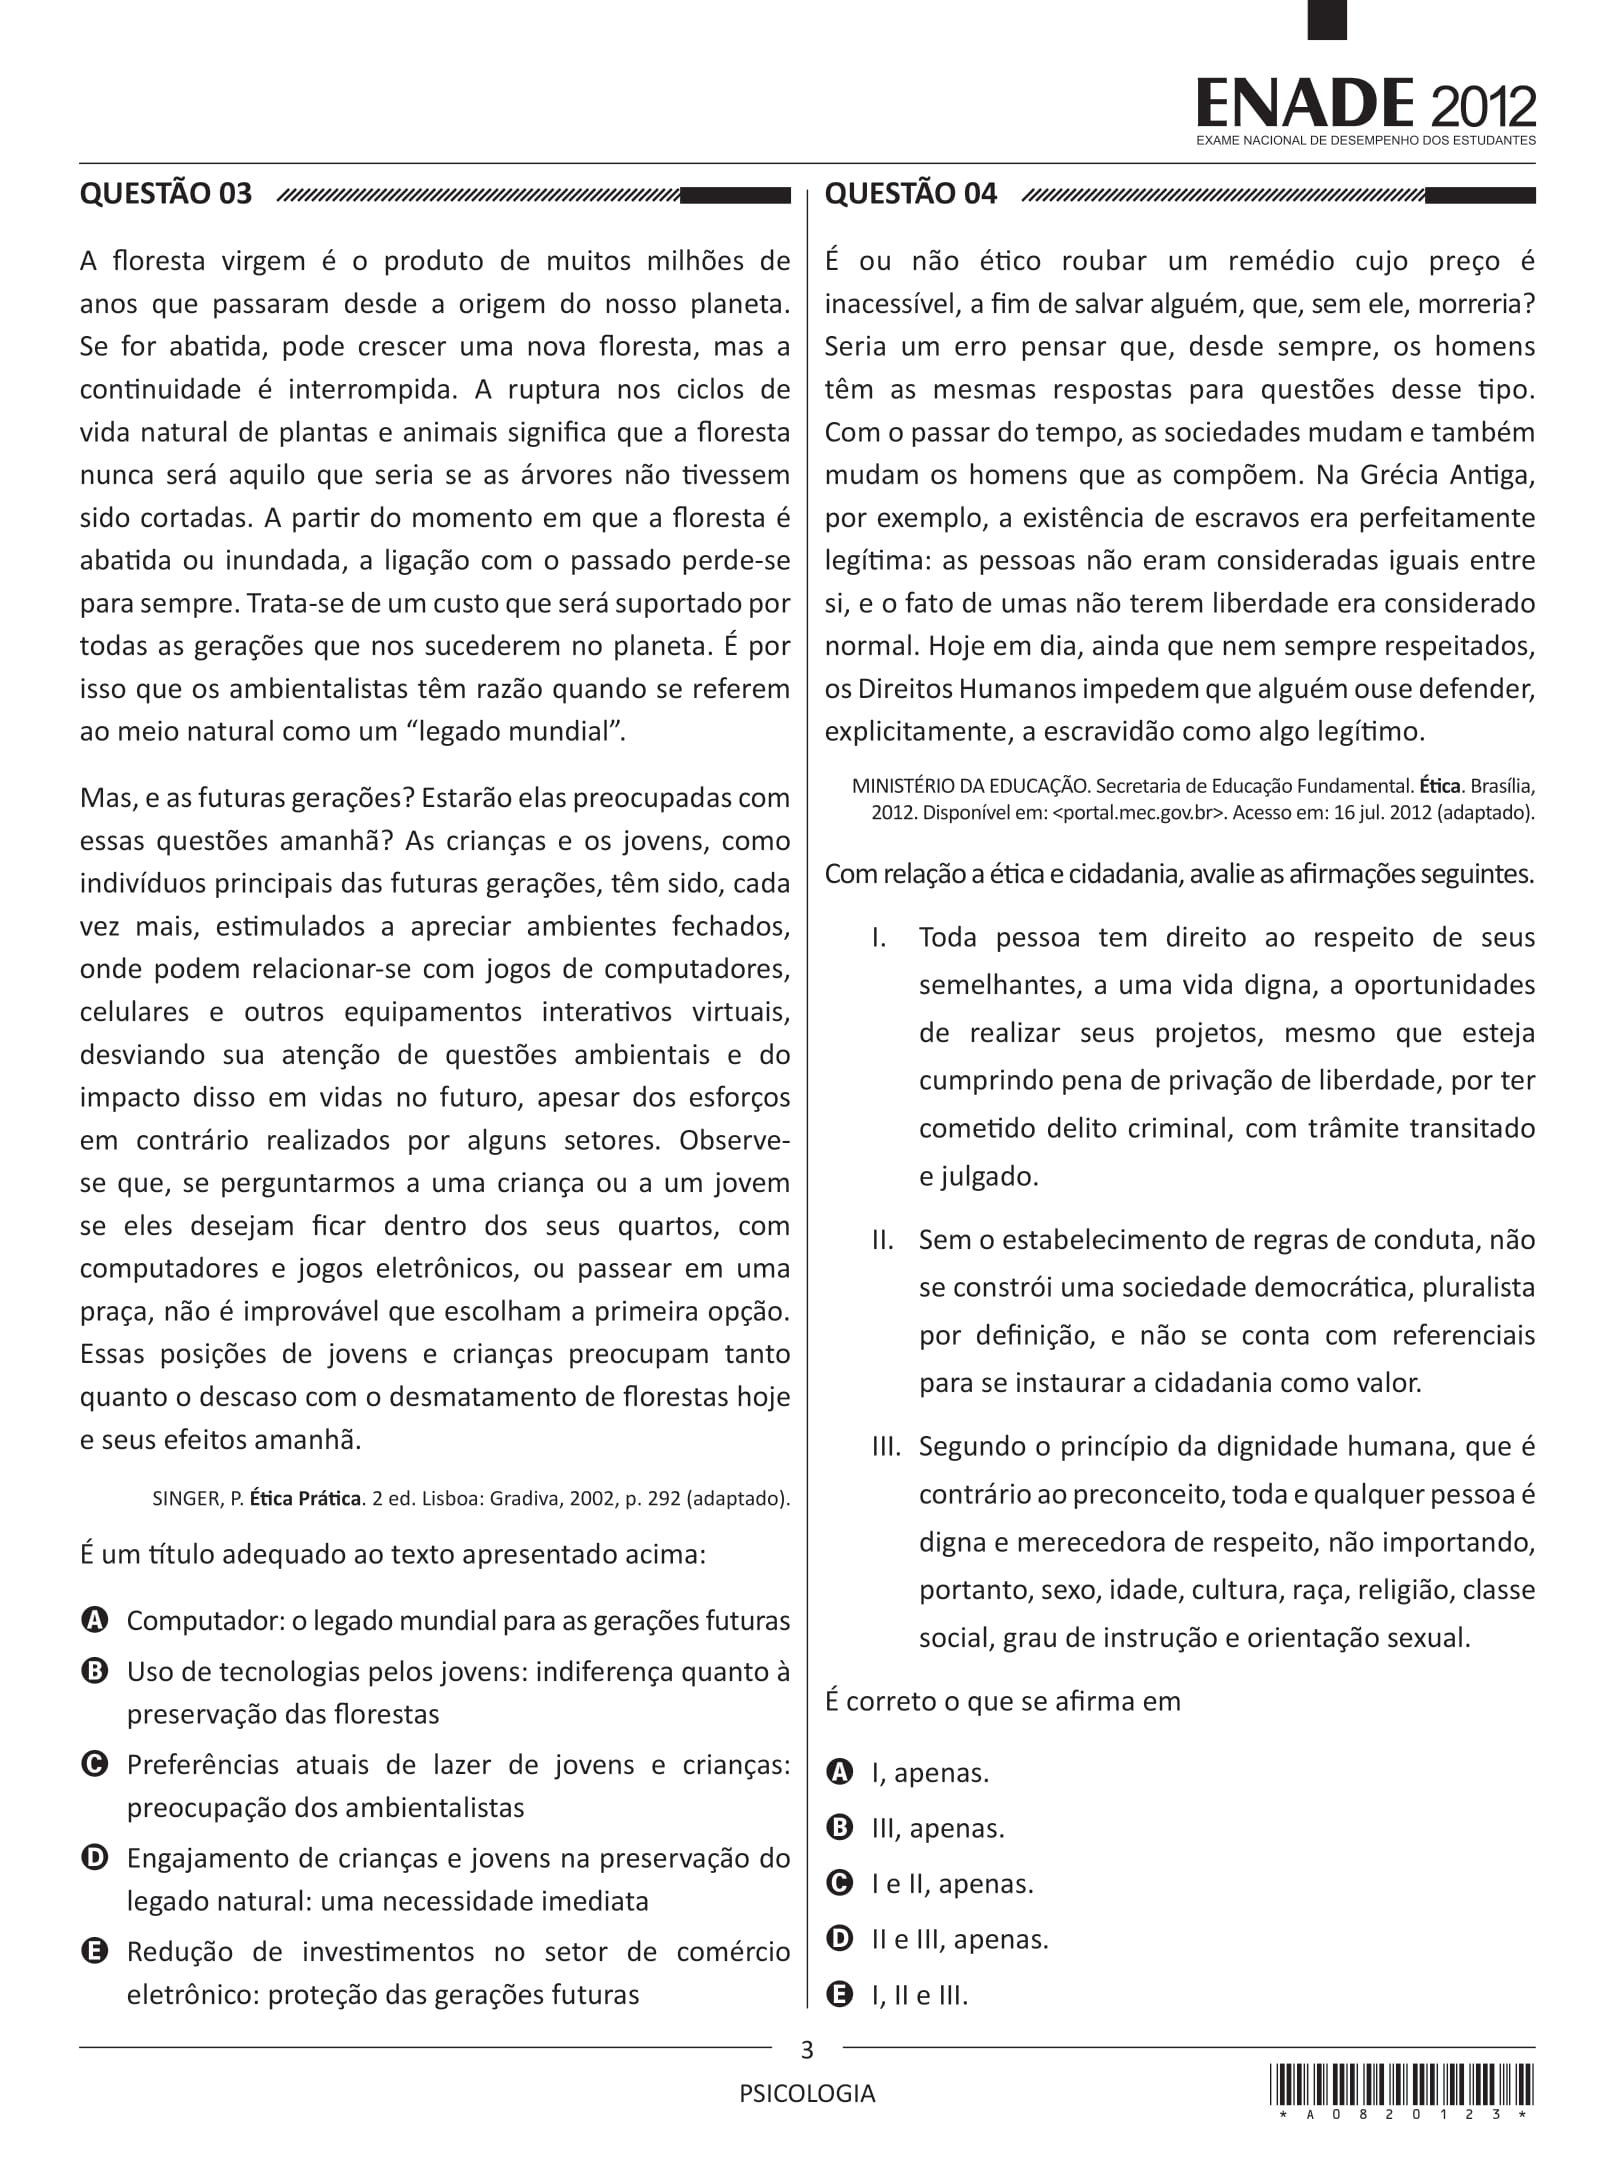 ENADE 2012
EXAME NACIONAL DE DESEMPENHO DOS ESTUDANTES
QUESTÃO 03
A floresta virgem é o produto de muitos milhões de
anos que passaram desde a origem do nosso planeta.
Se for abatida, pode crescer uma nova floresta, mas a
continuidade é interrompida. A ruptura nos ciclos de
vida natural de plantas e animais significa que a floresta
nunca será aquilo que seria se as árvores não tivessem
sido cortadas. A partir do momento em que a floresta é
abatida ou inundada, a ligação com o passado perde-se
para sempre. Trata-se de um custo que será suportado por
todas as gerações que nos sucederem no planeta. É por
isso que os ambientalistas têm razão quando se referem
ao meio natural como um “legado mundial”.
Mas, e as futuras gerações? Estarão elas preocupadas com
essas questões amanhã? As crianças e os jovens, como
indivíduos principais das futuras gerações, têm sido, cada
vez mais, estimulados a apreciar ambientes fechados,
onde podem relacionar-se com jogos de computadores,
celulares e outros equipamentos interativos virtuais,
desviando sua atenção de questões ambientais e do
impacto disso em vidas no futuro, apesar dos esforços
em contrário realizados por alguns setores. Observe-
se que, se perguntarmos a uma criança ou a um jovem
se eles desejam ficar dentro dos seus quartos, com
computadores e jogos eletrônicos, ou passear em uma
praça, não é improvável que escolham a primeira opção.
Essas posições de jovens e crianças preocupam tanto
quanto o descaso com o desmatamento de florestas hoje
e seus efeitos amanhã.
SINGER, P. Ética Prática. 2 ed. Lisboa: Gradiva, 2002, p. 292 (adaptado).
É um título adequado ao texto apresentado acima:
A Computador: o legado mundial para as gerações futuras
B Uso de tecnologias pelos jovens: indiferença quanto à
preservação das florestas
C Preferências atuais de lazer de jovens e crianças:
preocupação dos ambientalistas
D Engajamento de crianças e jovens na preservação do
legado natural: uma necessidade imediata
E Redução de investimentos no setor de comércio
eletrônico: proteção das gerações futuras
QUESTÃO 04
É ou não ético roubar um remédio cujo preço é
inacessível, a fim de salvar alguém, que, sem ele, morreria?
Seria um erro pensar que, desde sempre, os homens
têm as mesmas respostas para questões desse tipo.
Com o passar do tempo, as sociedades mudam e também
mudam os homens que as compõem. Na Grécia Antiga,
por exemplo, a existência de escravos era perfeitamente
legítima: as pessoas não eram consideradas iguais entre
si, e o fato de umas não terem liberdade era considerado
normal. Hoje em dia, ainda que nem sempre respeitados,
os Direitos Humanos impedem que alguém ouse defender,
explicitamente, a escravidão como algo legítimo.
MINISTÉRIO DA EDUCAÇÃO. Secretaria de Educação Fundamental. Ética. Brasília,
2012. Disponível em: <portal.mec.gov.br>. Acesso em: 16 jul. 2012 (adaptado).
Com relação a ética e cidadania, avalie as afirmações seguintes.
I. Toda pessoa tem direito ao respeito de seus
semelhantes, a uma vida digna, a oportunidades
de realizar seus projetos, mesmo que esteja
cumprindo pena de privação de liberdade, por ter
cometido delito criminal, com trâmite transitado
e julgado.
II. Sem o estabelecimento de regras de conduta, não
se constrói uma sociedade democrática, pluralista
por definição, e não se conta com referenciais
para se instaurar a cidadania como valor.
III. Segundo o princípio da dignidade humana, que é
contrário ao preconceito, toda e qualquer pessoa é
digna e merecedora de respeito, não importando,
portanto, sexo, idade, cultura, raça, religião, classe
social, grau de instrução e orientação sexual.
É correto o que se afirma em
A I, apenas.
B III, apenas.
C I e II, apenas.
D II e III, apenas.
E I, II e III.
3
PSICOLOGIA
* A 0 8 2 0 1 2 3 *